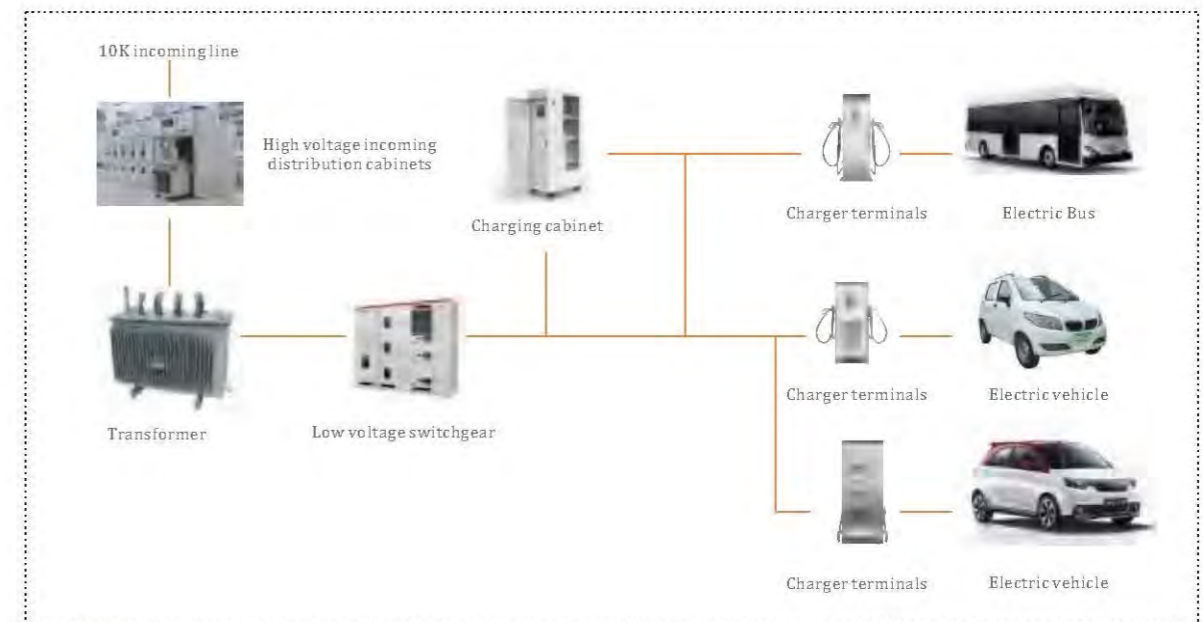 10K incoming line
High voltage incoming
distribution cabinets
Charging cabinet
Charger terminals
Electric Bus
Transformer
Low voltage switchgear
Charger terminals
Electric vehicle
Charger terminals
Electric vehicle